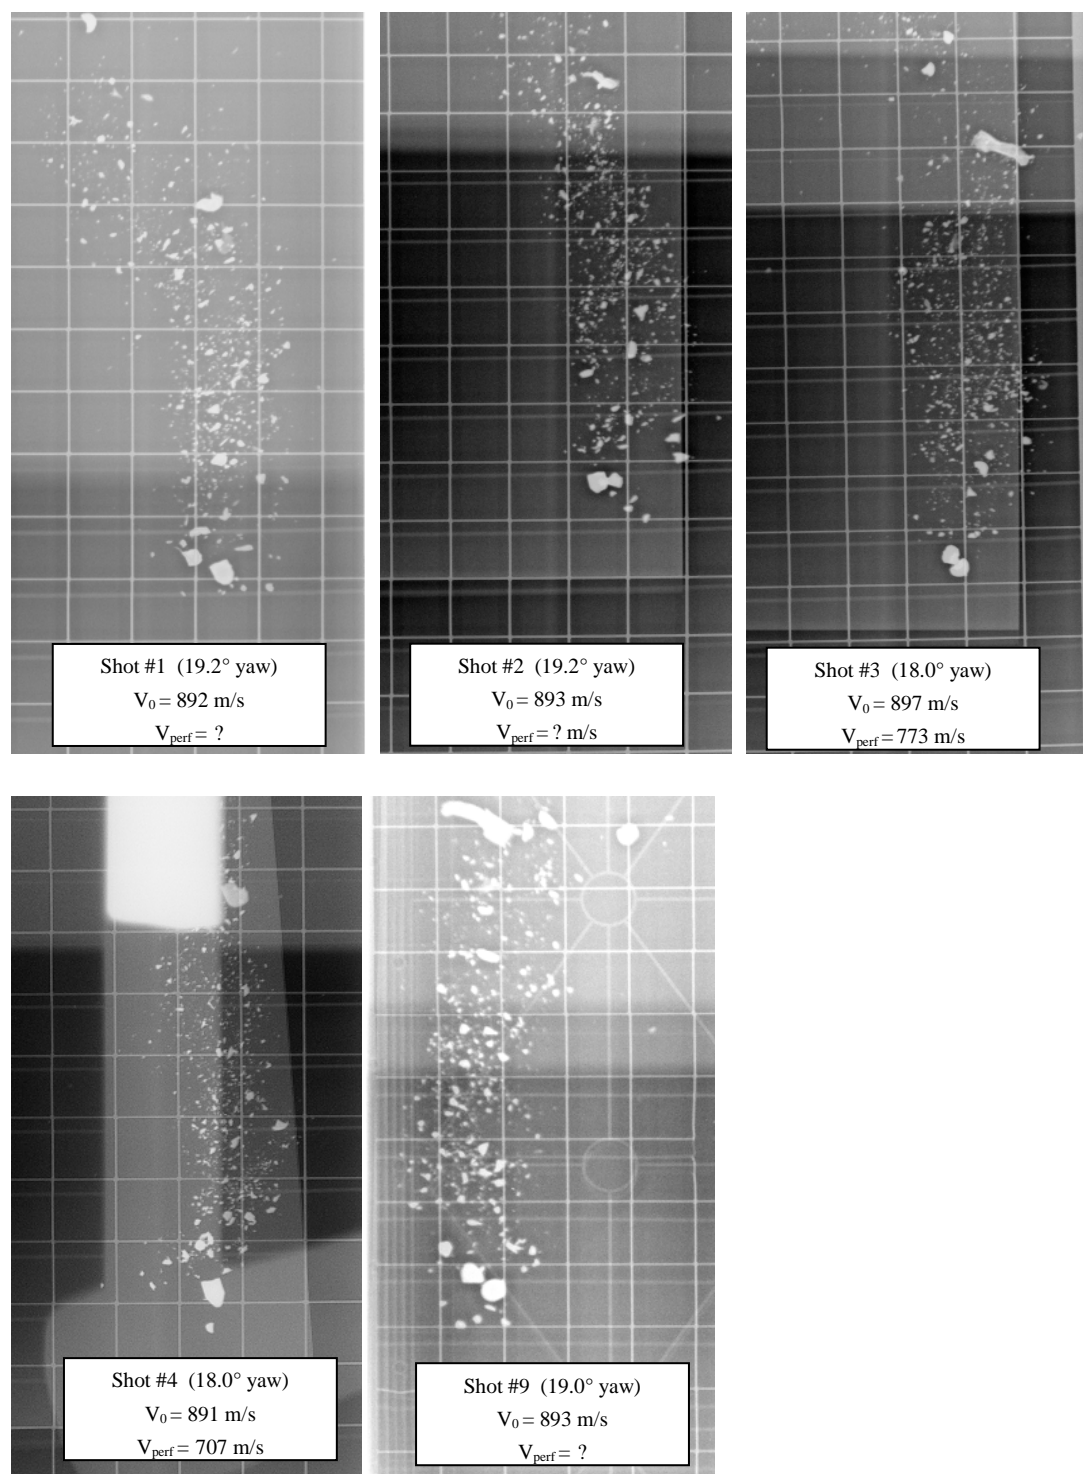 Shot #1 (19.2° yaw)
V₀ = 892 m/s
Vperf = ?
Shot #2 (19.2° yaw)
V₀ = 893 m/s
Vperf = ? m/s
Shot #3 (18.0° yaw)
V₀ = 897 m/s
Vperf = 773 m/s
Shot #4 (18.0° yaw)
V₀ = 891 m/s
Vperf = 707 m/s
Shot #9 (19.0° yaw)
V₀ = 893 m/s
Vperf = ?